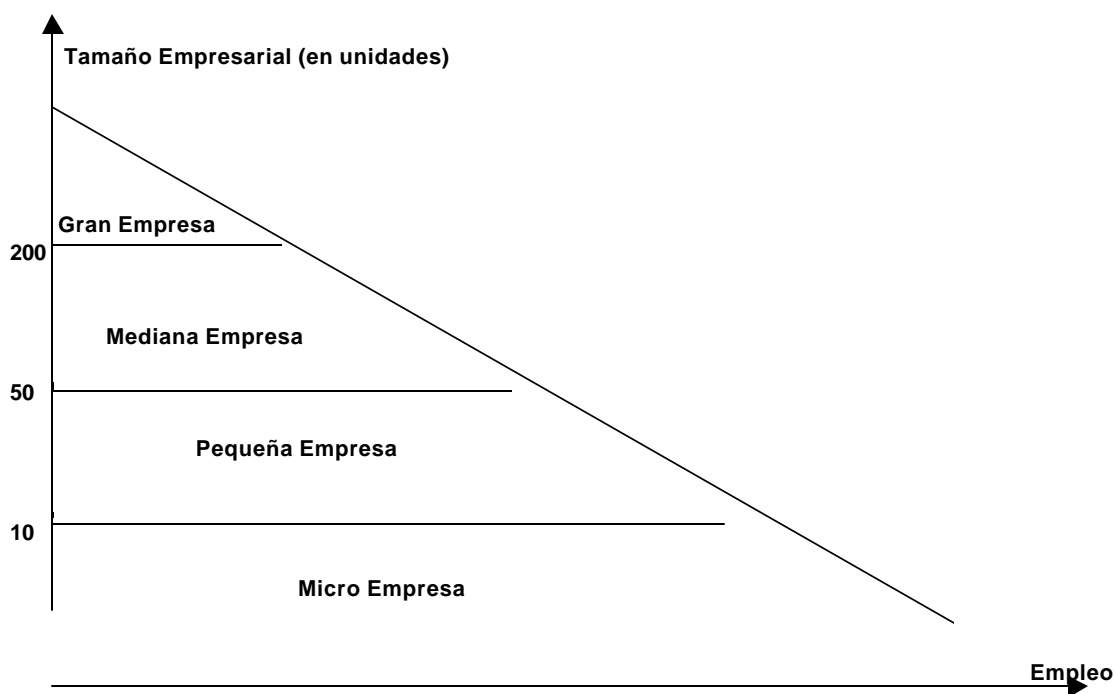 Tamaño Empresarial (en unidades)
Gran Empresa
200
Mediana Empresa
50
Pequeña Empresa
10
Micro Empresa
Empleo